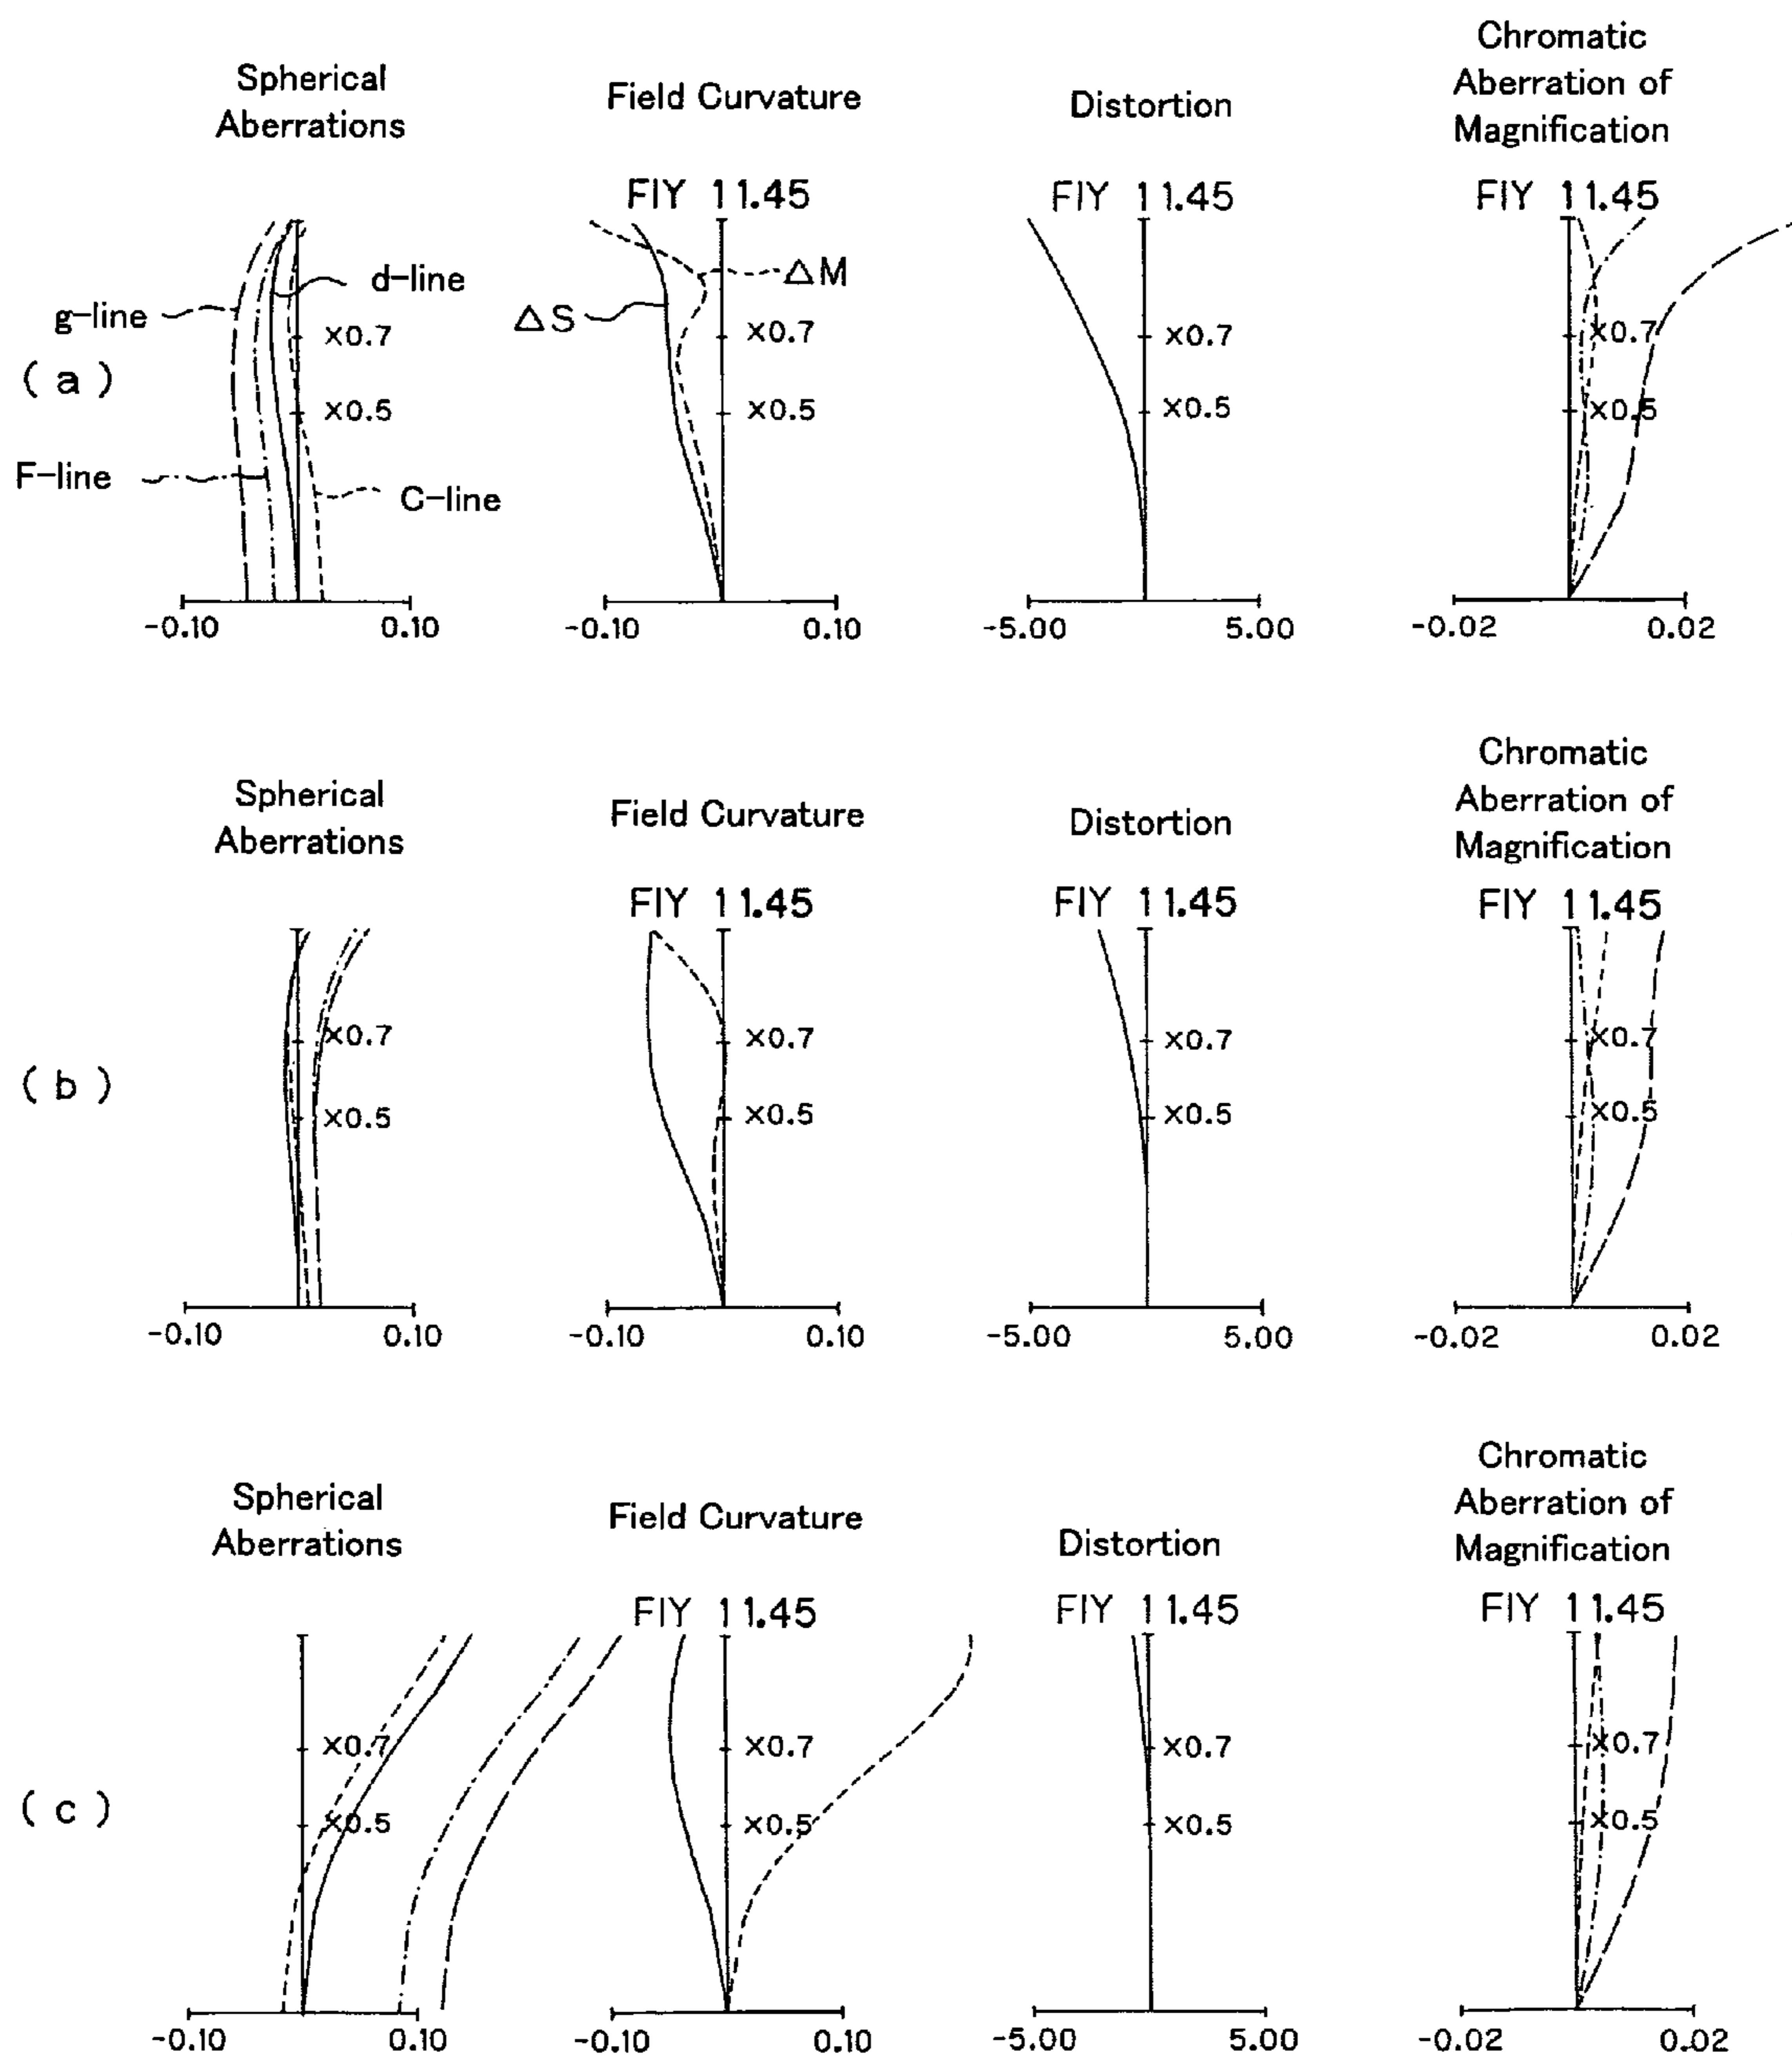 Spherical
Aberrations
Field Curvature
Distortion
Chromatic
Aberration of
Magnification
FIY 11.45
FIY 11.45
FIY 11.45
d-line
g-line
ΔM
ΔS
×0.7
×0.7
×0.7
×0.7
( a )
×0.5
×0.5
×0.5
×0.5
F-line
C-line
-0.10 0.10
-0.10 0.10
-5.00 5.00
-0.02 0.02
Spherical
Aberrations
Field Curvature
Distortion
Chromatic
Aberration of
Magnification
FIY 11.45
FIY 11.45
FIY 11.45
×0.7
×0.7
×0.7
×0.7
( b )
×0.5
×0.5
×0.5
×0.5
-0.10 0.10
-0.10 0.10
-5.00 5.00
-0.02 0.02
Spherical
Aberrations
Field Curvature
Distortion
Chromatic
Aberration of
Magnification
FIY 11.45
FIY 11.45
FIY 11.45
×0.7
×0.7
×0.7
×0.7
( c )
×0.5
×0.5
×0.5
×0.5
-0.10 0.10
-0.10 0.10
-5.00 5.00
-0.02 0.02